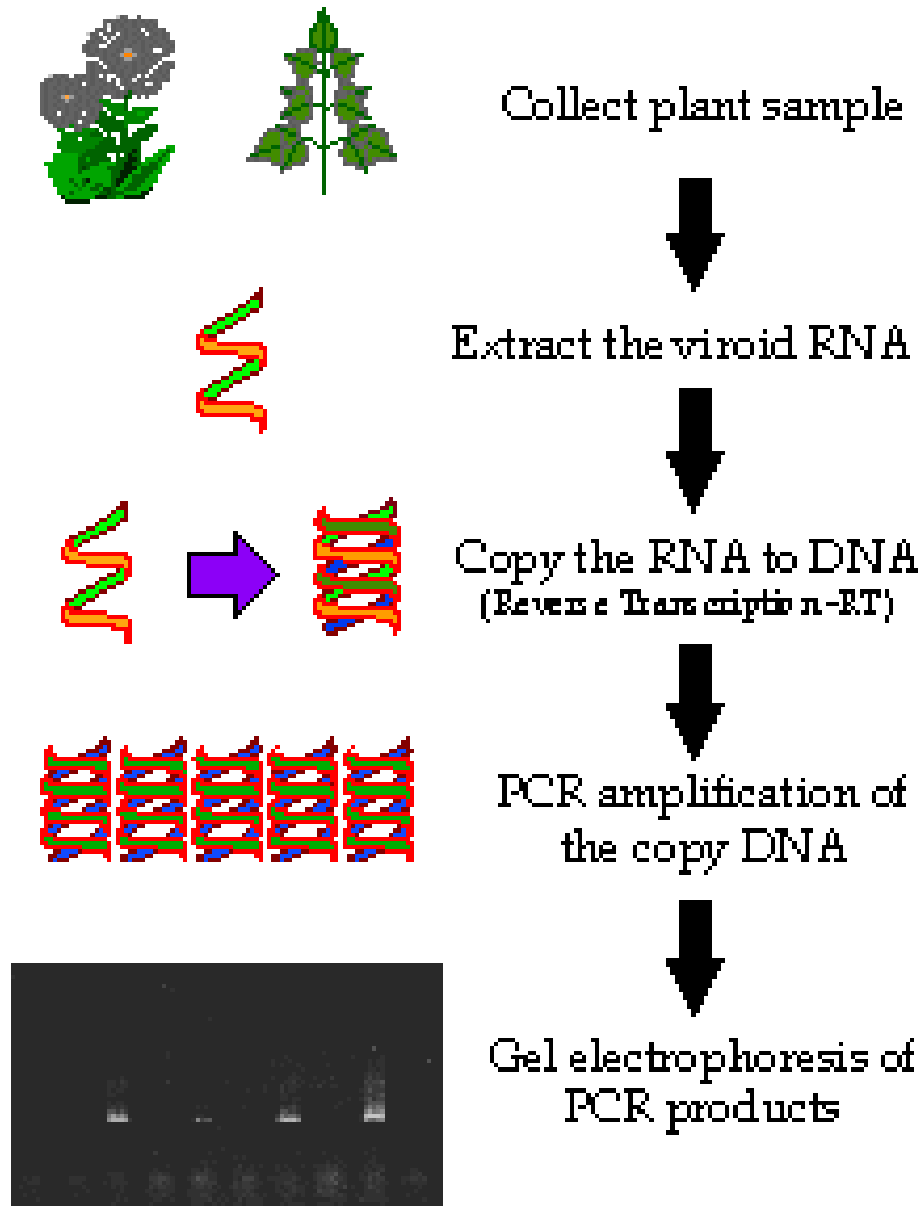 Collect plant sample
Extract the viroid RNA
Copy the RNA to DNA
(Reverse Transcription-RT)
PCR amplification of
the copy DNA
Gel electrophoresis of
PCR products